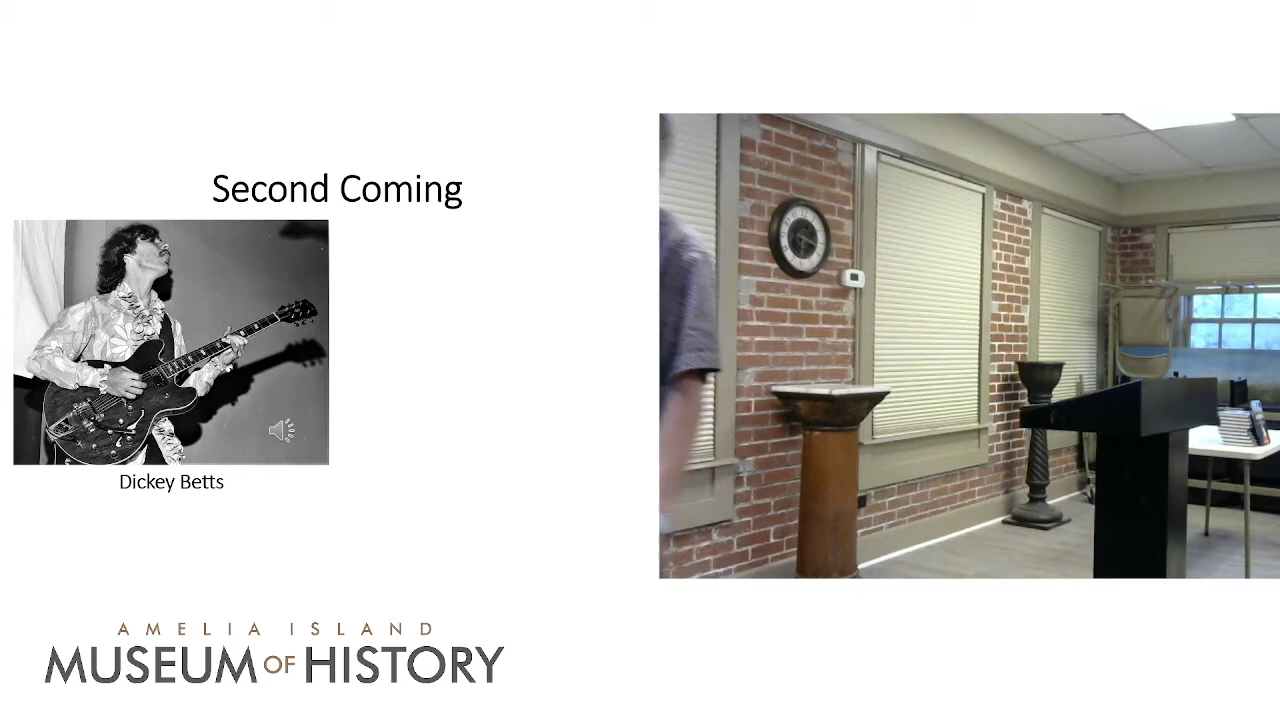 Second Coming
Dickey Betts
AMELIA ISLAND
MUSEUM OF HISTORY